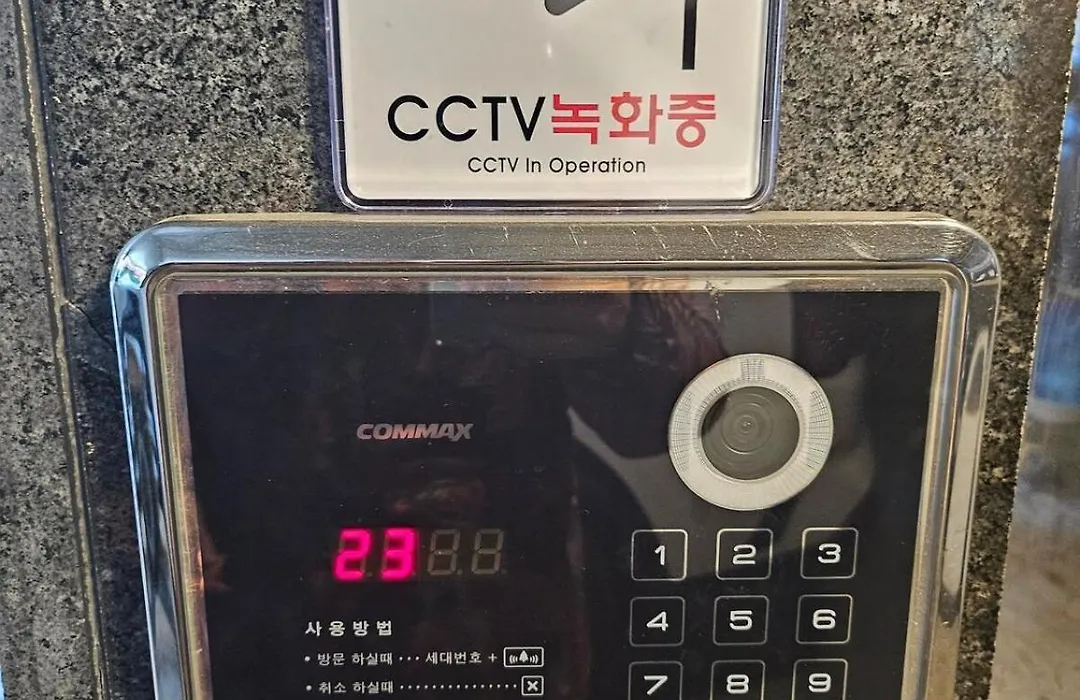 CCTV녹화중
CCTV In Operation
COMMAX
23
1 2 3
4 5 6
7 8 9
사용방법
• 방문 하실때 ··· 세대번호 +
• 취소 하실때 ··············· X